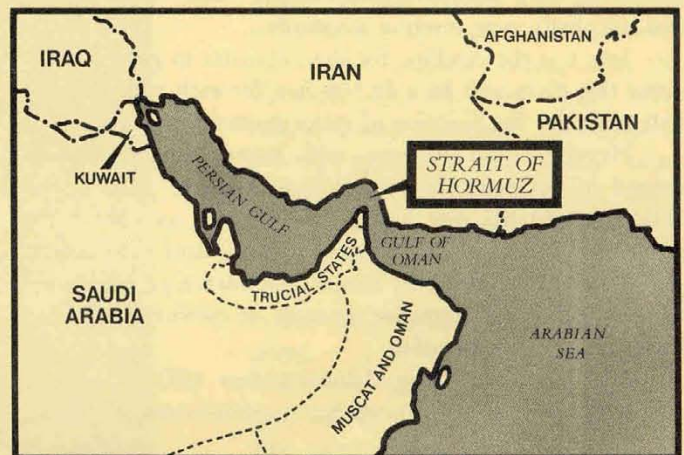 IRAQ
IRAN
AFGHANISTAN
PAKISTAN
KUWAIT
PERSIAN GULF
STRAIT OF
HORMUZ
GULF OF
OMAN
TRUCIAL STATES
SAUDI
ARABIA
MUSCAT AND OMAN
ARABIAN
SEA